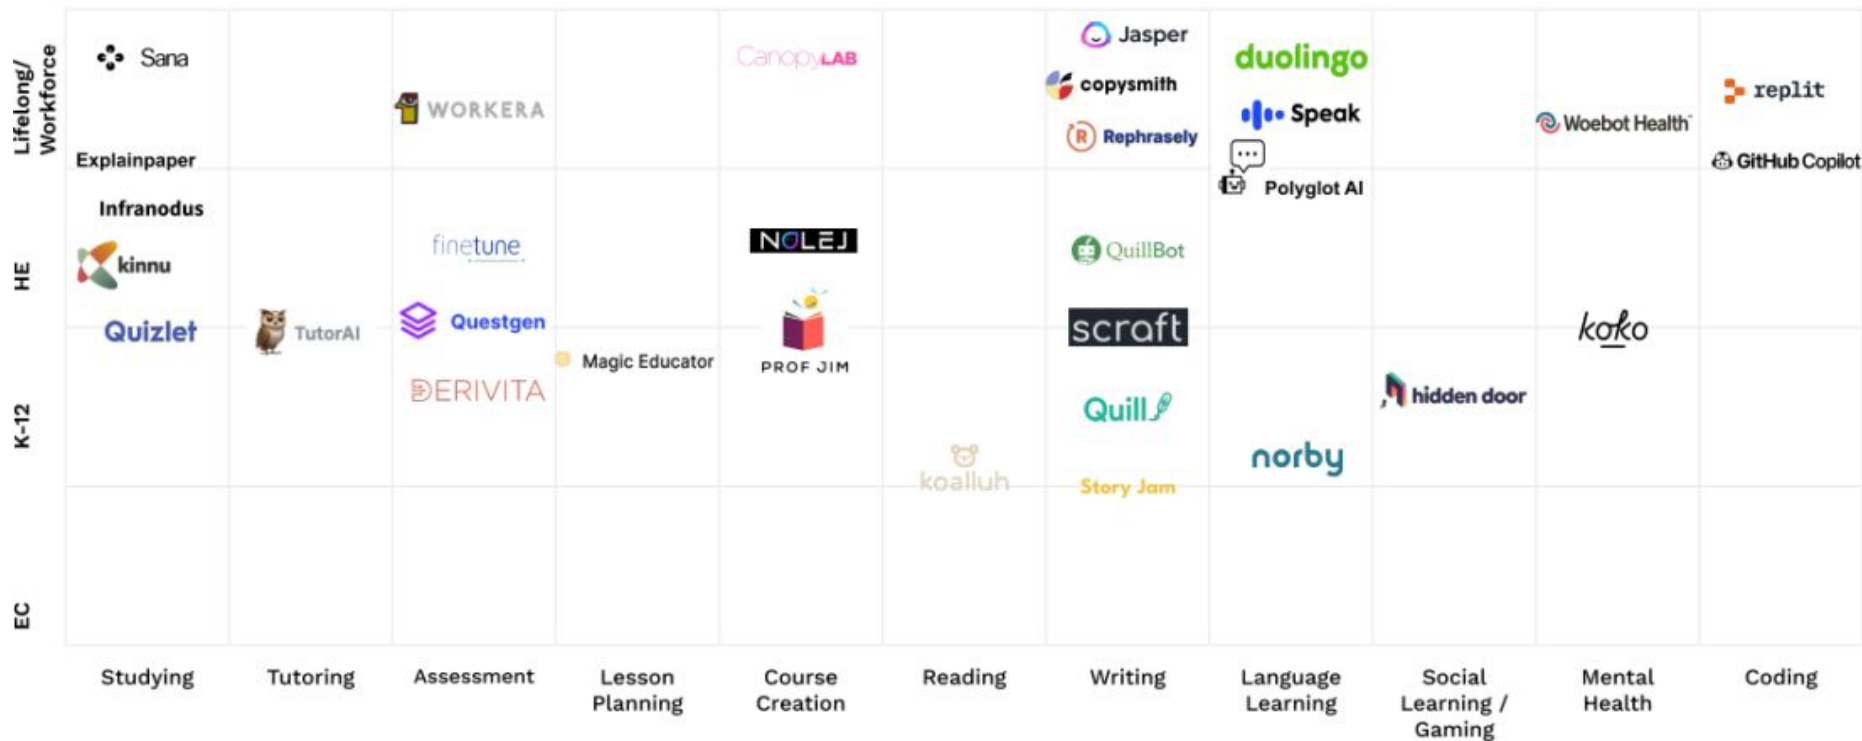 Lifelong/
Workforce
HE
K-12
EC
Sana
Explainpaper
Infranodus
kinnu
Quizlet
TutorAI
WORKERA
finetune
Questgen
DERIVITA
Magic Educator
CanopyLAB
NOLEJ
PROF JIM
koalluh
Jasper
copysmith
R
Rephrasely
QuillBot
scraft
Quill
Story Jam
duolingo
Speak
Polyglot AI
norby
hidden door
Woebot Health™
koko
replit
GitHub Copilot
Studying
Tutoring
Assessment
Lesson
Planning
Course
Creation
Reading
Writing
Language
Learning
Social
Learning /
Gaming
Mental
Health
Coding